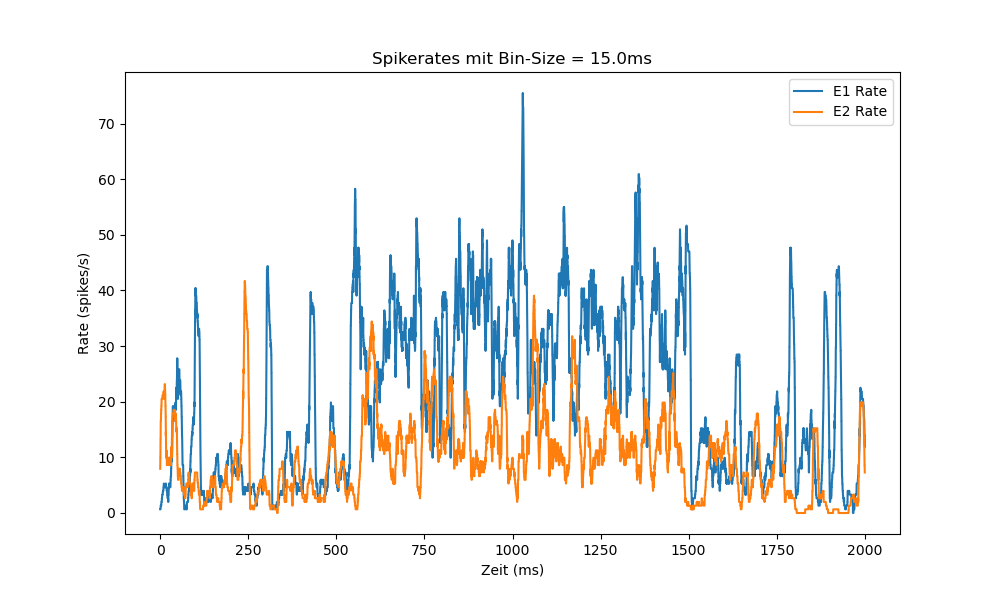 Spikerates mit Bin-Size = 15.0ms
E1 Rate
E2 Rate
70
60
50
40
30
20
10
0
Rate (spikes/s)
0 250 500 750 1000 1250 1500 1750 2000
Zeit (ms)